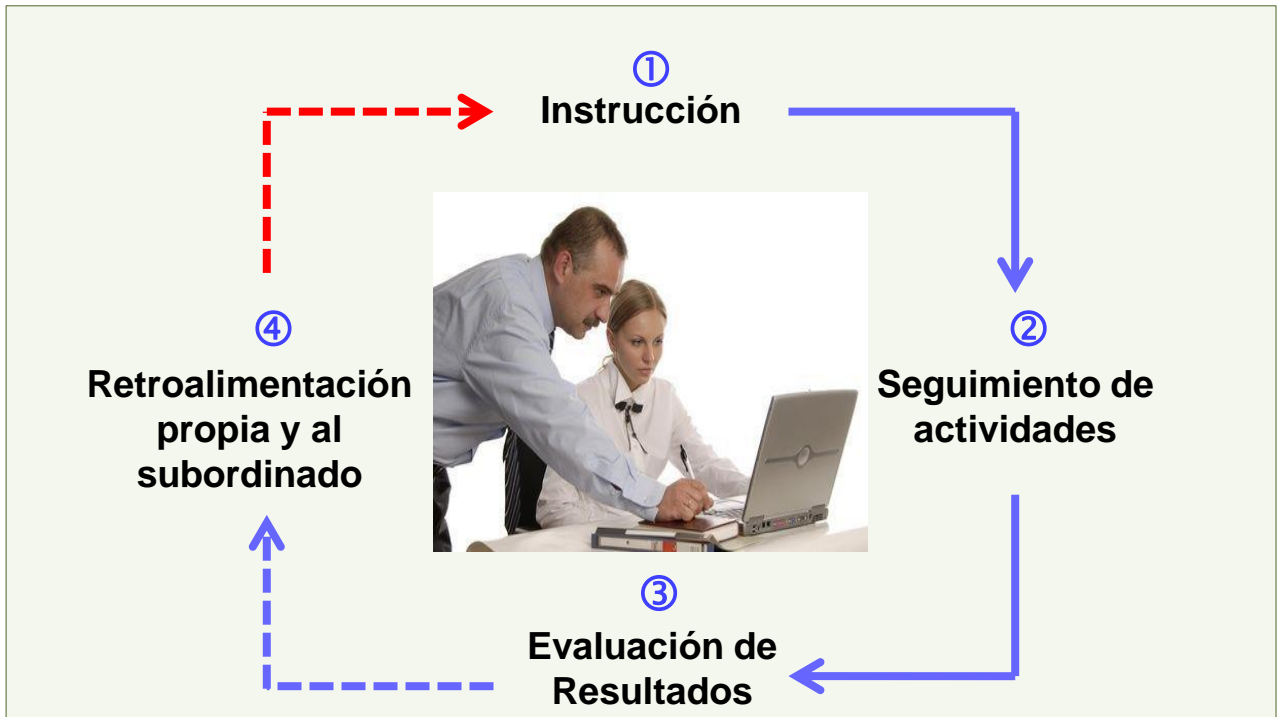 ①
Instrucción
②
Seguimiento de
actividades
③
Evaluación de
Resultados
④
Retroalimentación
propia y al
subordinado